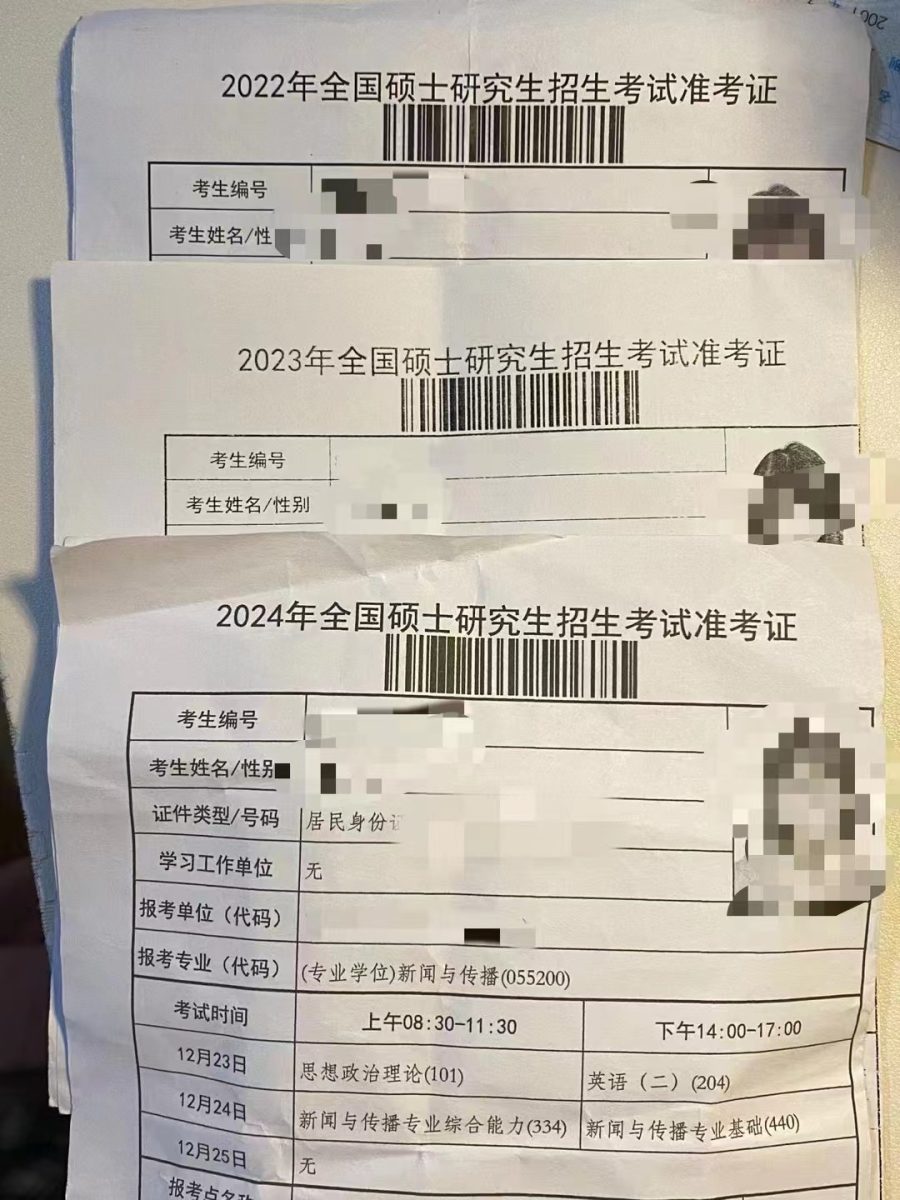 2022年全国硕士研究生招生考试准考证
考生编号
考生姓名/性
2023年全国硕士研究生招生考试准考证
考生编号
考生姓名/性别
2024年全国硕士研究生招生考试准考证
考生编号
考生姓名/性别
证件类型/号码 居民身份证
学习工作单位 无
报考单位（代码）
报考专业（代码） (专业学位)新闻与传播(055200)
考试时间 上午08:30-11:30 下午14:00-17:00
12月23日 思想政治理论(101) 英语（二）(204)
12月24日 新闻与传播专业综合能力(334) 新闻与传播专业基础(440)
12月25日 无
报考点名称